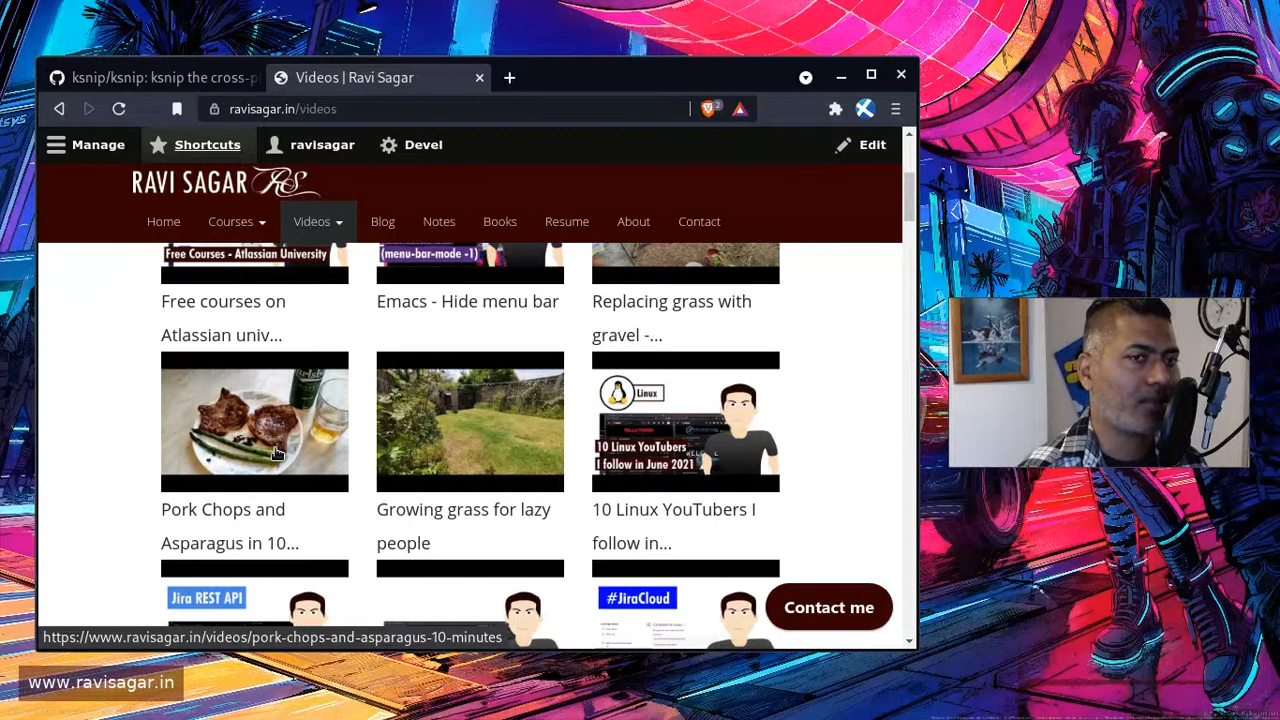 ksnip/ksnip: ksnip the cross-pl
Videos | Ravi Sagar
ravisagar.in/videos
2
Manage
Shortcuts
ravisagar
Devel
Edit
RAVI SAGAR RS
Home
Courses
Videos
Blog
Notes
Books
Resume
About
Contact
Free Courses - Atlassian University
(menu-bar-mode -1)
Free courses on
Atlassian univ...
Emacs - Hide menu bar
Replacing grass with
gravel -...
Linux
10 Linux YouTubers
I follow in June 2021
Pork Chops and
Asparagus in 10...
Growing grass for lazy
people
10 Linux YouTubers I
follow in...
Jira REST API
#JiraCloud
Contact me
https://www.ravisagar.in/videos/pork-chops-and-asparagus-10-minutes
www.ravisagar.in